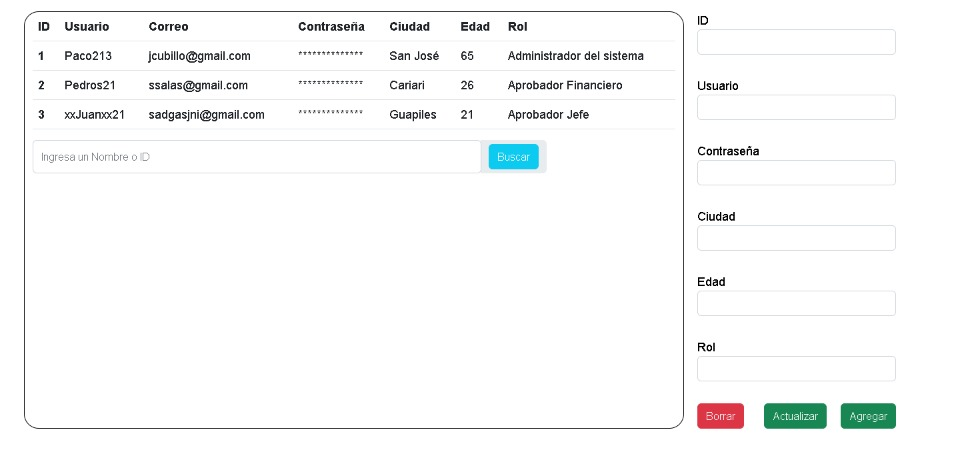 ID Usuario Correo Contraseña Ciudad Edad Rol
1 Paco213 jcubillo@gmail.com ************** San José 65 Administrador del sistema
2 Pedros21 ssalas@gmail.com ************** Cariari 26 Aprobador Financiero
3 xxJuanxx21 sadgasjni@gmail.com ************** Guapiles 21 Aprobador Jefe
Ingresa un Nombre o ID Buscar
ID
Usuario
Contraseña
Ciudad
Edad
Rol
Borrar Actualizar Agregar